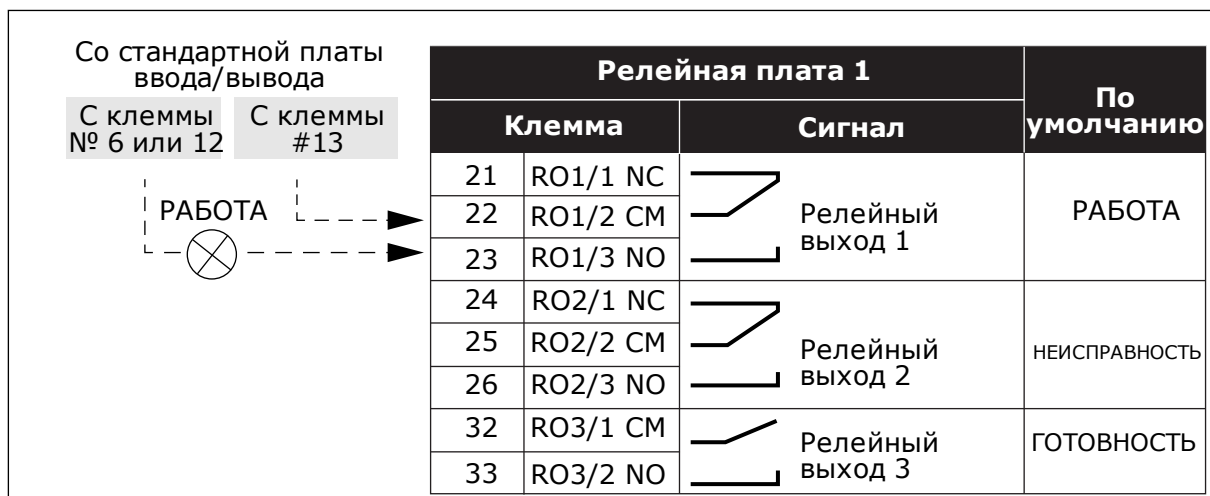 Со стандартной платы
ввода/вывода
С клеммы
№ 6 или 12
С клеммы
#13
РАБОТА
Релейная плата 1
По
умолчанию
Клемма
Сигнал
21 RO1/1 NC
22 RO1/2 CM
23 RO1/3 NO
Релейный
выход 1
РАБОТА
24 RO2/1 NC
25 RO2/2 CM
26 RO2/3 NO
Релейный
выход 2
НЕИСПРАВНОСТЬ
32 RO3/1 CM
33 RO3/2 NO
Релейный
выход 3
ГОТОВНОСТЬ